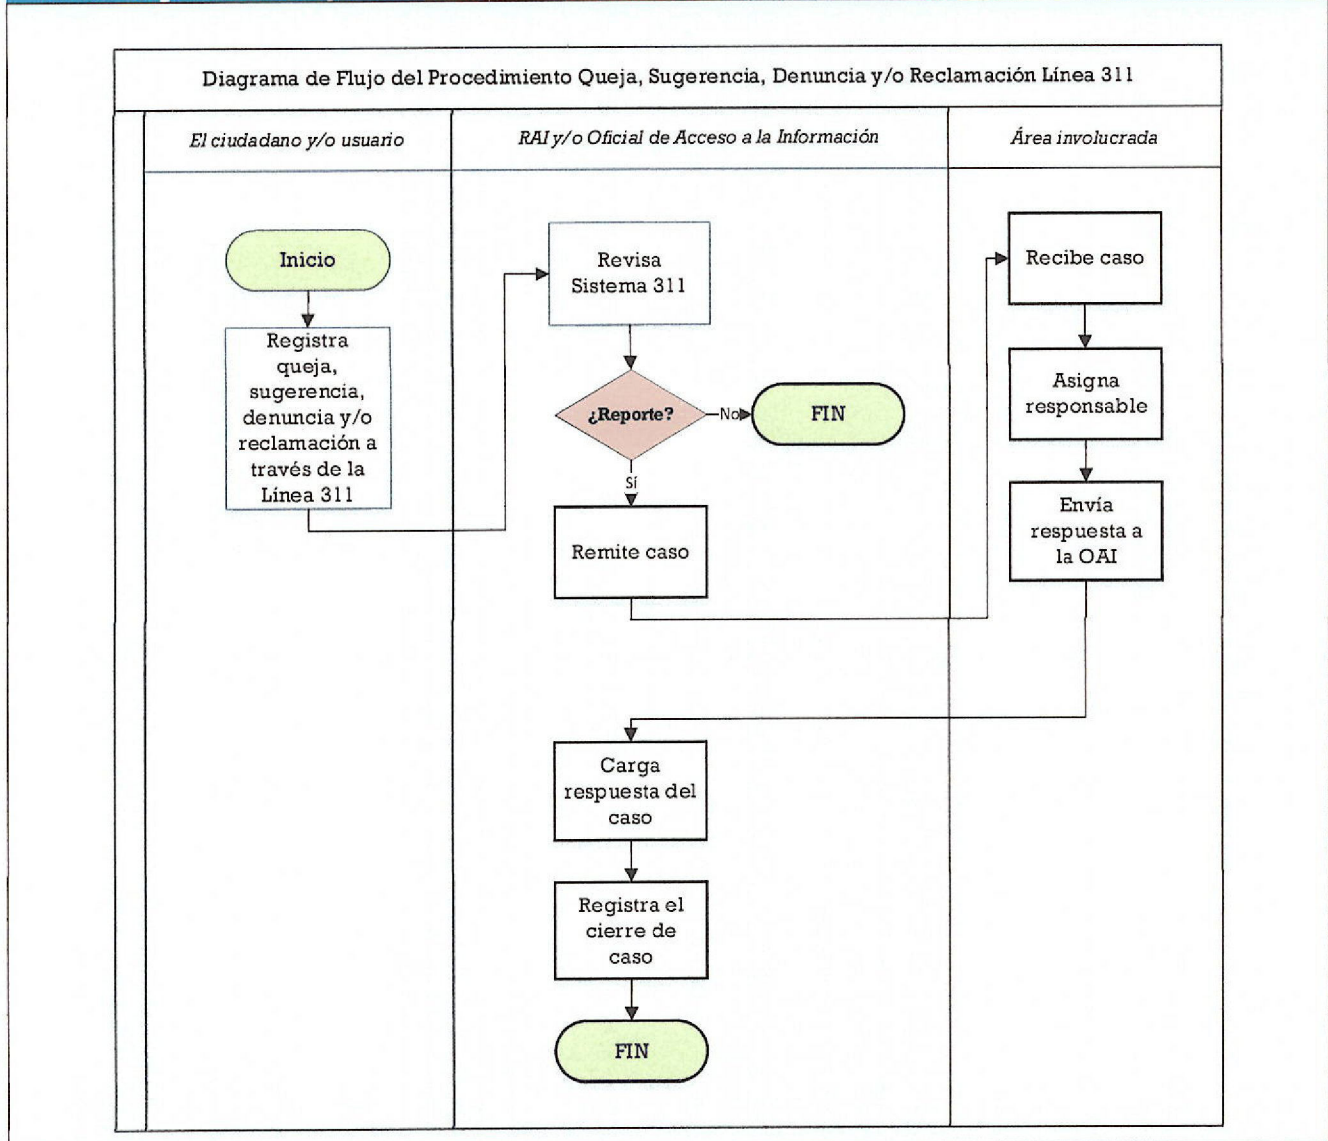 Diagrama de Flujo del Procedimiento Queja, Sugerencia, Denuncia y/o Reclamación Línea 311
El ciudadano y/o usuario
RAI y/o Oficial de Acceso a la Información
Área involucrada
Inicio
Registra
queja,
sugerencia,
denuncia y/o
reclamación a
través de la
Línea 311
Revisa
Sistema 311
¿Reporte?
No
FIN
Sí
Remite caso
Recibe caso
Asigna
responsable
Envía
respuesta a
la OAI
Carga
respuesta del
caso
Registra el
cierre de
caso
FIN